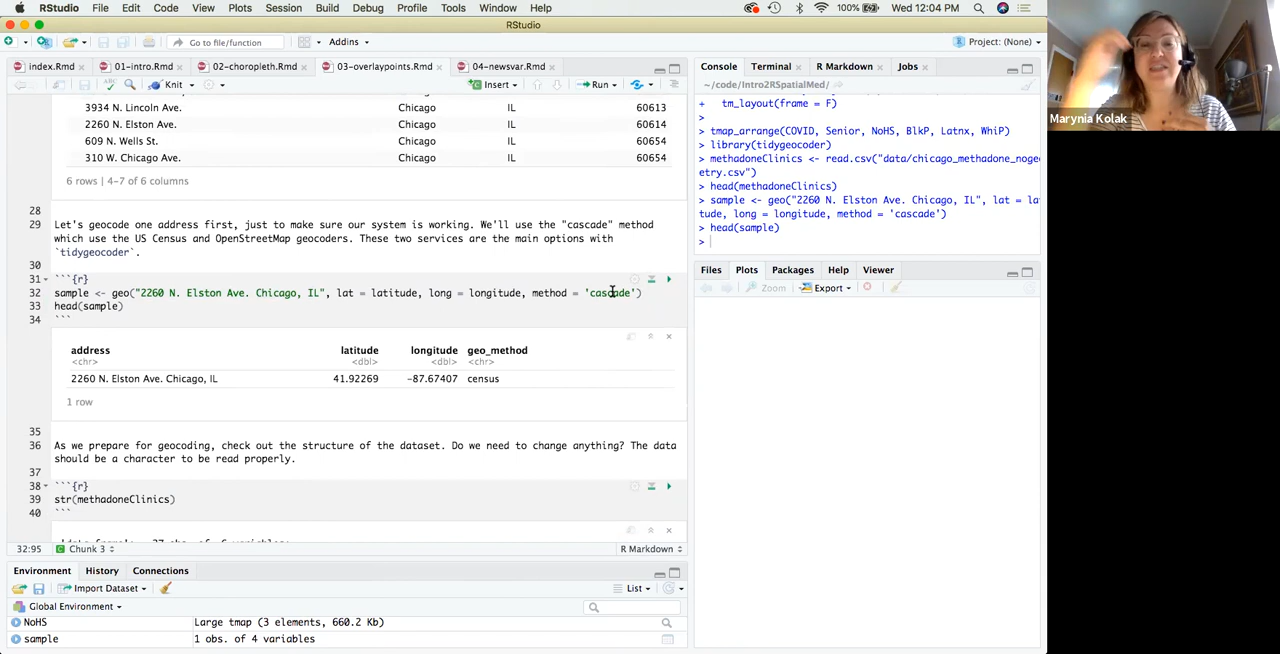 RStudio File Edit Code View Plots Session Build Debug Profile Tools Window Help 100% Wed 12:04 PM
RStudio
Go to file/function Addins Project: (None)
index.Rmd 01-intro.Rmd 02-choropleth.Rmd 03-overlaypoints.Rmd 04-newsvar.Rmd
Knit Insert Run
3934 N. Lincoln Ave. Chicago IL 60613
2260 N. Elston Ave. Chicago IL 60614
609 N. Wells St. Chicago IL 60654
310 W. Chicago Ave. Chicago IL 60654
6 rows | 4-7 of 6 columns
28
29 Let's geocode one address first, just to make sure our system is working. We'll use the "cascade" method
which use the US Census and OpenStreetMap geocoders. These two services are the main options with
`tidygeocoder`.
30
31 ```{r}
32 sample <- geo("2260 N. Elston Ave. Chicago, IL", lat = latitude, long = longitude, method = 'cascade')
33 head(sample)
34 ```
address latitude longitude geo_method
<chr> <dbl> <dbl> <chr>
2260 N. Elston Ave. Chicago, IL 41.92269 -87.67407 census
1 row
35
36 As we prepare for geocoding, check out the structure of the dataset. Do we need to change anything? The data
should be a character to be read properly.
37
38 ```{r}
39 str(methadoneClinics)
40 ```
32:95 Chunk 3 R Markdown
Environment History Connections
Import Dataset List
Global Environment
NoHS Large tmap (3 elements, 660.2 Kb)
sample 1 obs. of 4 variables
Console Terminal R Markdown Jobs
~/code/Intro2RSpatialMed/
+ tm_layout(frame = F)
>
> tmap_arrange(COVID, Senior, NoHS, BlkP, Latnx, WhiP)
> library(tidygeocoder)
> methadoneClinics <- read.csv("data/chicago_methadone_nogeom
etry.csv")
> head(methadoneClinics)
> sample <- geo("2260 N. Elston Ave. Chicago, IL", lat = lati
tude, long = longitude, method = 'cascade')
> head(sample)
>
Files Plots Packages Help Viewer
Zoom Export
Marynia Kolak